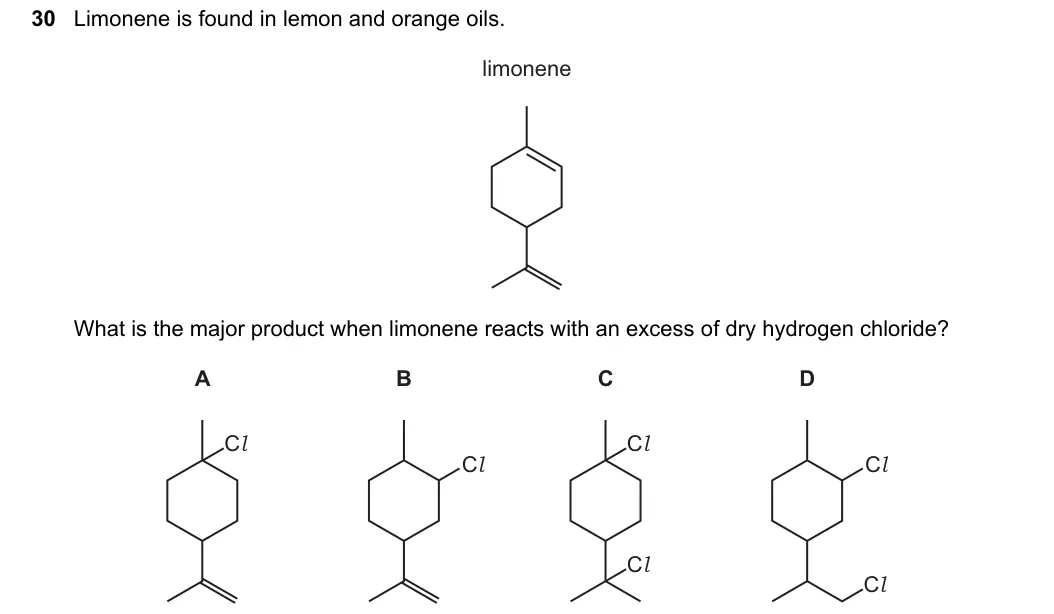 30 Limonene is found in lemon and orange oils.
limonene
What is the major product when limonene reacts with an excess of dry hydrogen chloride?
A B C D
Cl Cl
Cl Cl
Cl
Cl